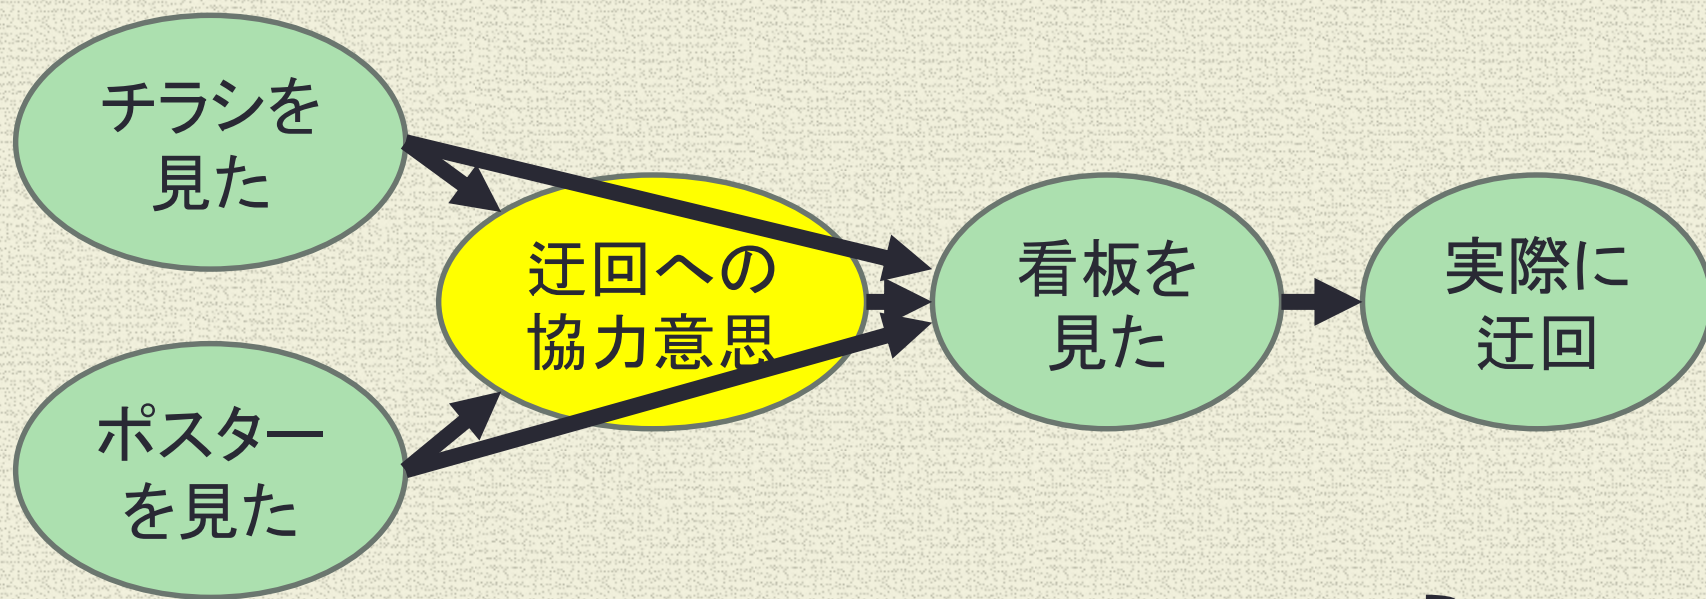 チラシを
見た
迂回への
協力意思
看板を
見た
実際に
迂回
ポスター
を見た